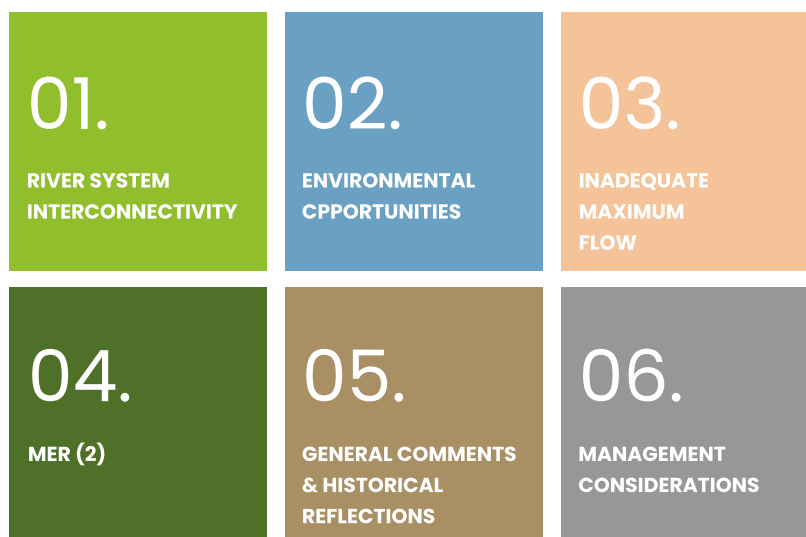 01.
RIVER SYSTEM
INTERCONNECTIVITY
02.
ENVIRONMENTAL
CPPORTUNITIES
03.
INADEQUATE
MAXIMUM
FLOW
04.
MER (2)
05.
GENERAL COMMENTS
& HISTORICAL
REFLECTIONS
06.
MANAGEMENT
CONSIDERATIONS